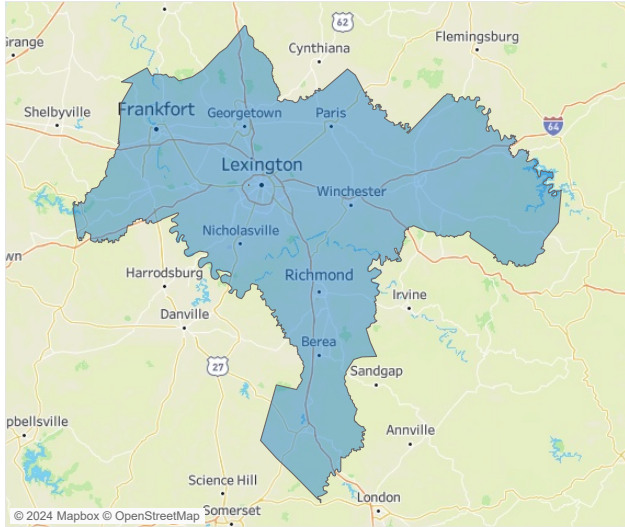 62
Grange
Cynthiana
Flemingsburg
Frankfort
Georgetown
Paris
Shelbyville
64
Lexington
Winchester
Nicholasville
wn
Harrodsburg
Richmond
Irvine
Danville
Berea
27
Sandgap
pbellsville
Annville
Science Hill
London
Somerset
© 2024 Mapbox © OpenStreetMap